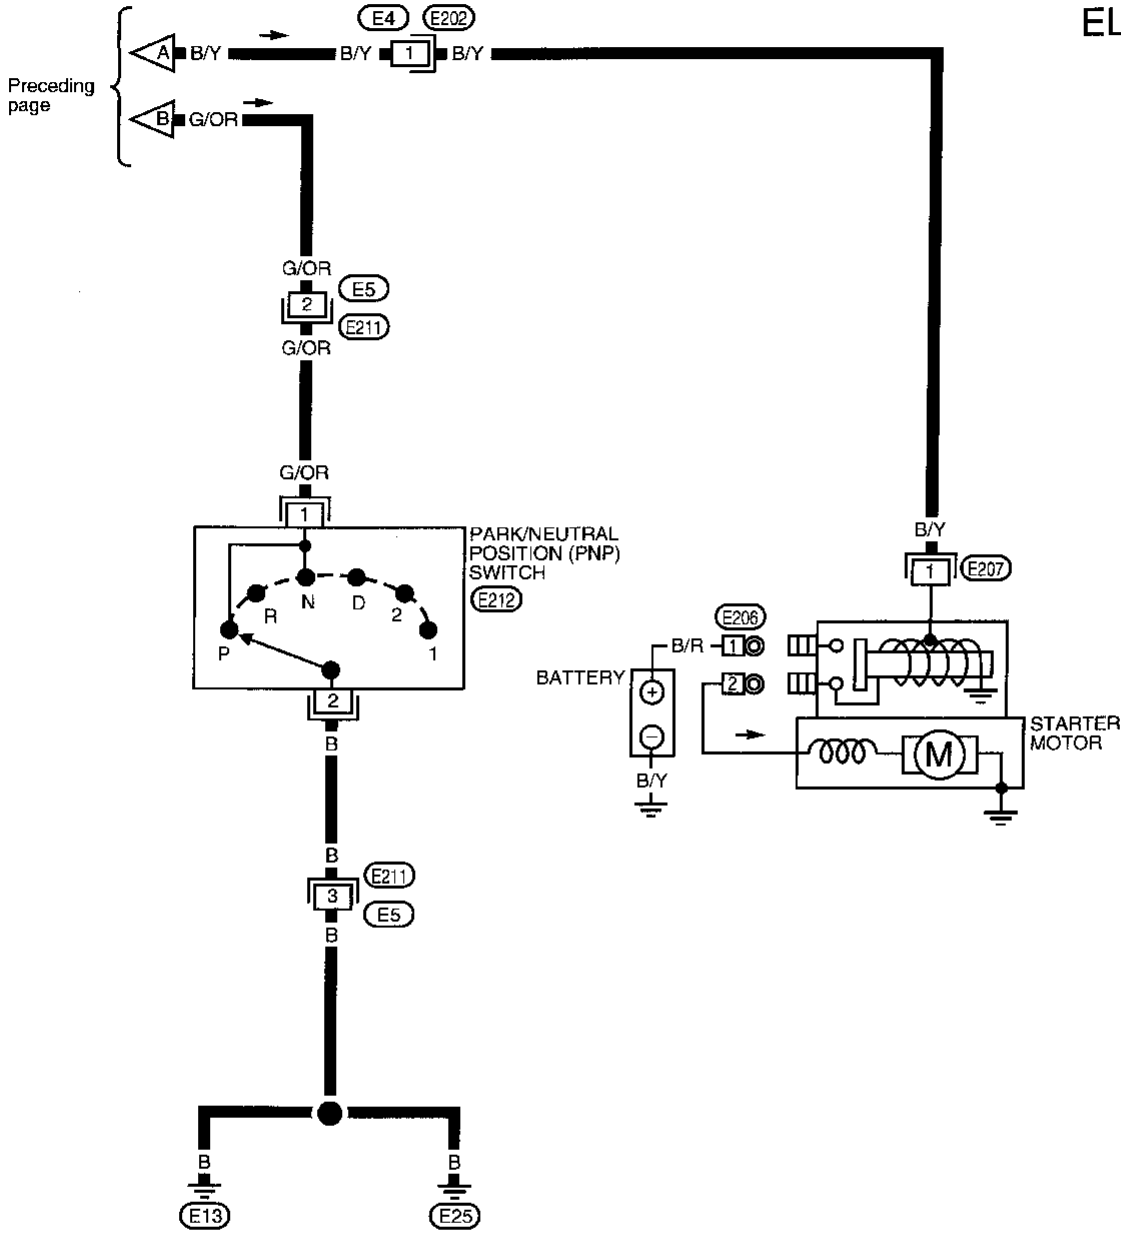 EL
E4 E202
A B/Y B/Y 1 B/Y
Preceding
page
B G/OR
G/OR
2 E5
E211
G/OR
G/OR
1
PARK/NEUTRAL
POSITION (PNP)
SWITCH
E212
P R N D 2 1
2
B
B
E211
3
E5
B
B B
E13 E25
B/Y
1 E207
E206
B/R 1
BATTERY
2
+
−
B/Y
M
STARTER
MOTOR